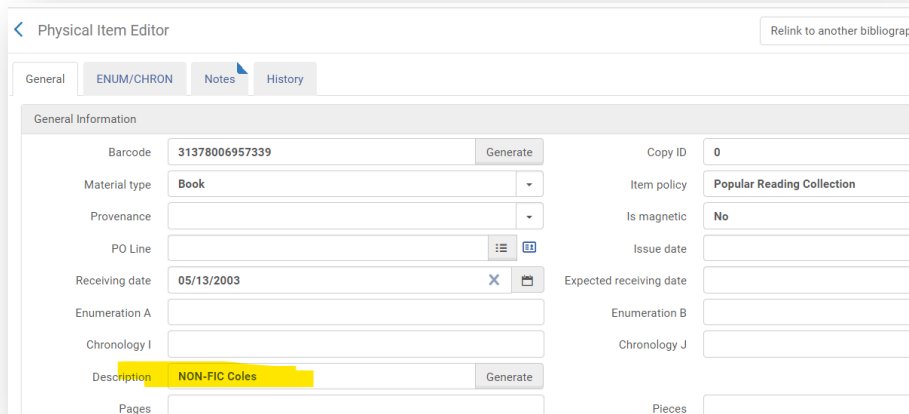 Physical Item Editor
Relink to another bibliograp
General ENUM/CHRON Notes History
General Information
Barcode 31378006957339 Generate Copy ID 0
Material type Book Item policy Popular Reading Collection
Provenance Is magnetic No
PO Line Issue date
Receiving date 05/13/2003 Expected receiving date
Enumeration A Enumeration B
Chronology I Chronology J
Description NON-FIC Coles Generate
Pages Pieces